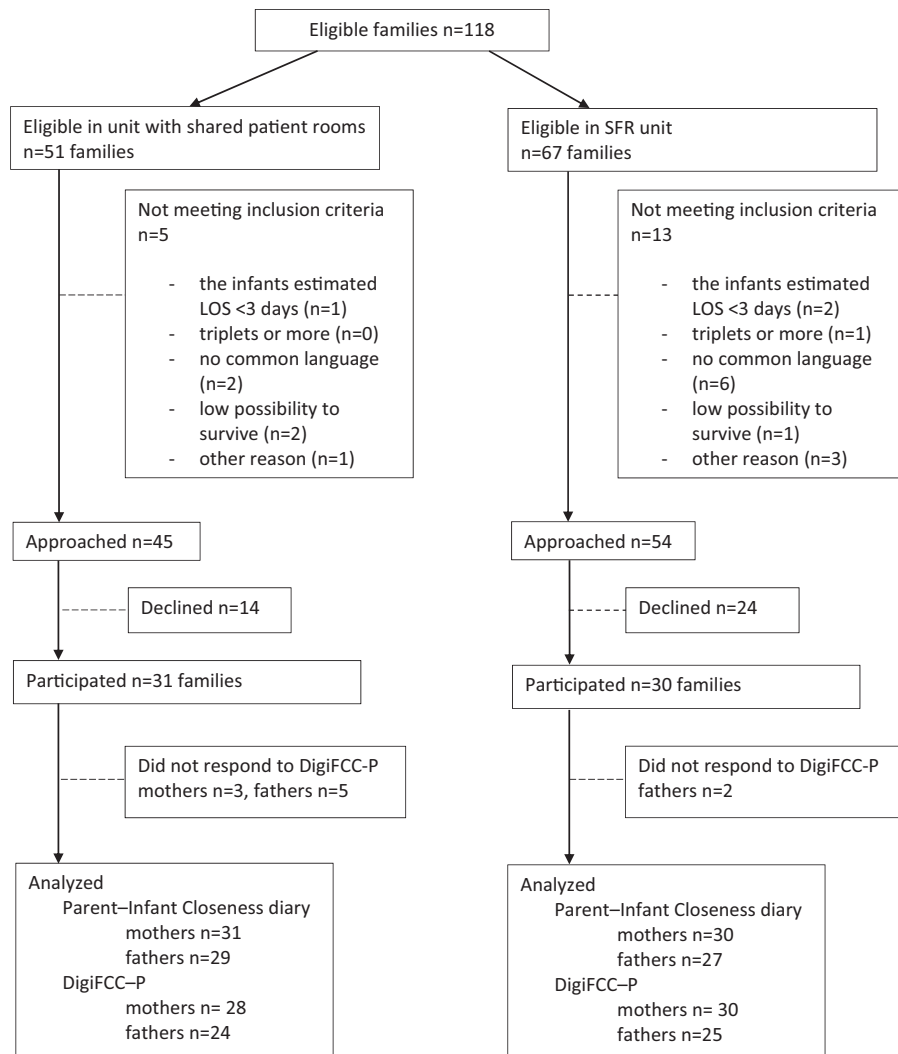 Eligible families n=118
Eligible in unit with shared patient rooms
n=51 families
Eligible in SFR unit
n=67 families
Not meeting inclusion criteria
n=5
- the infants estimated
LOS <3 days (n=1)
- triplets or more (n=0)
- no common language
(n=2)
- low possibility to
survive (n=2)
- other reason (n=1)
Not meeting inclusion criteria
n=13
- the infants estimated
LOS <3 days (n=2)
- triplets or more (n=1)
- no common language
(n=6)
- low possibility to
survive (n=1)
- other reason (n=3)
Approached n=45
Approached n=54
Declined n=14
Declined n=24
Participated n=31 families
Participated n=30 families
Did not respond to DigiFCC-P
mothers n=3, fathers n=5
Did not respond to DigiFCC-P
fathers n=2
Analyzed
Parent–Infant Closeness diary
mothers n=31
fathers n=29
DigiFCC–P
mothers n= 28
fathers n=24
Analyzed
Parent–Infant Closeness diary
mothers n=30
fathers n=27
DigiFCC–P
mothers n= 30
fathers n=25